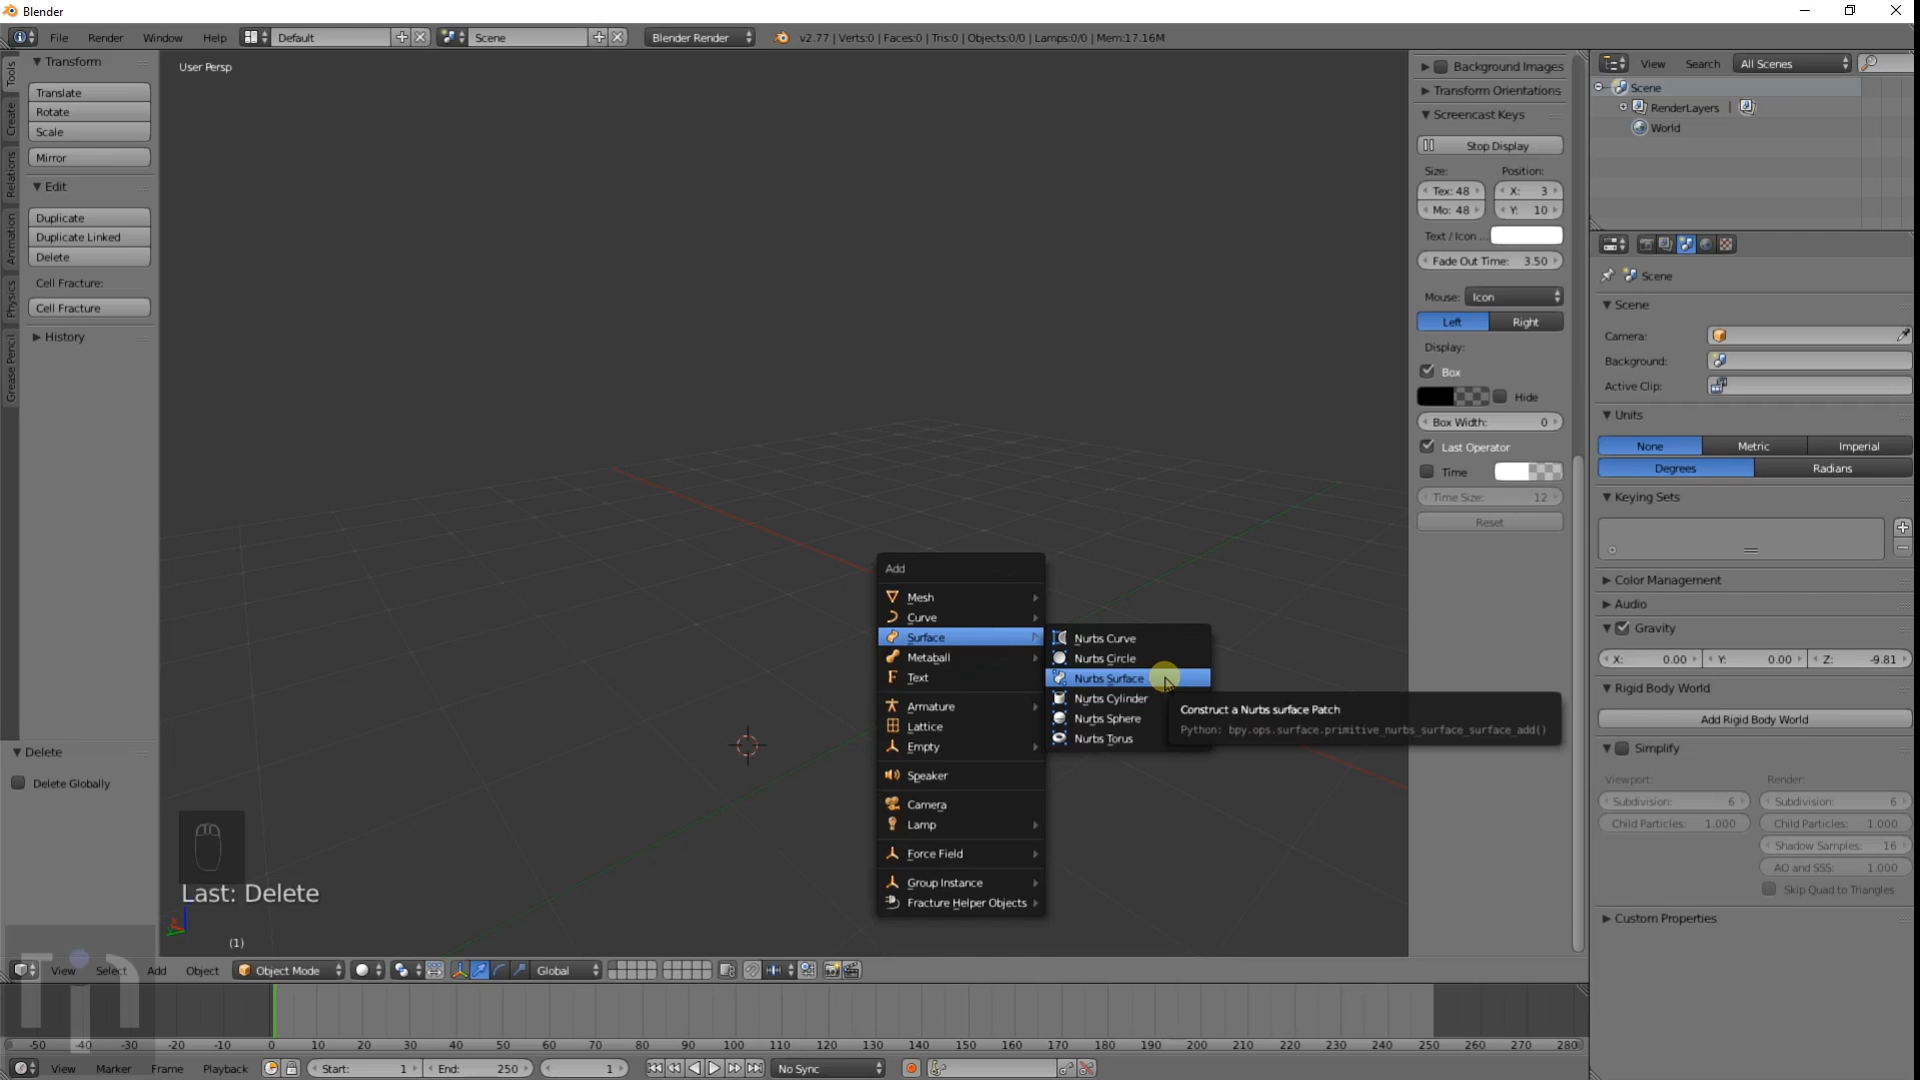 Blender
File Render Window Help Default Scene Blender Render v2.77 | Verts:0 | Faces:0 | Tris:0 | Objects:0/0 | Lamps:0/0 | Mem:17.16M
Tools
Create
Relations
Animation
Physics
Grease Pencil
Transform
Translate
Rotate
Scale
Mirror
Edit
Duplicate
Duplicate Linked
Delete
Cell Fracture:
Cell Fracture
History
Delete
Delete Globally
User Persp
Add
Mesh
Curve
Surface
Metaball
Text
Armature
Lattice
Empty
Speaker
Camera
Lamp
Force Field
Group Instance
Fracture Helper Objects
Nurbs Curve
Nurbs Circle
Nurbs Surface
Nurbs Cylinder
Nurbs Sphere
Nurbs Torus
Construct a Nurbs surface Patch
Python: bpy.ops.surface.primitive_nurbs_surface_surface_add()
Last: Delete
(1)
Background Images
Transform Orientations
Screencast Keys
Stop Display
Size: Position:
Tex: 48 X: 3
Mo: 48 Y: 10
Text / Icon ...
Fade Out Time: 3.50
Mouse: Icon
Left Right
Display:
Box
Hide
Box Width: 0
Last Operator
Time
Time Size: 12
Reset
View Search All Scenes
Scene
RenderLayers |
World
Scene
Scene
Camera:
Background:
Active Clip:
Units
None Metric Imperial
Degrees Radians
Keying Sets
Color Management
Audio
Gravity
X: 0.00 Y: 0.00 Z: -9.81
Rigid Body World
Add Rigid Body World
Simplify
Viewport: Render:
Subdivision: 6 Subdivision: 6
Child Particles: 1.000 Child Particles: 1.000
Shadow Samples: 16
AO and SSS: 1.000
Skip Quad to Triangles
Custom Properties
View Select Add Object Object Mode Global
-50 -40 -30 -20 -10 0 10 20 30 40 50 60 70 80 90 100 110 120 130 140 150 160 170 180 190 200 210 220 230 240 250 260 270 280
View Marker Frame Playback Start: 1 End: 250 1 No Sync